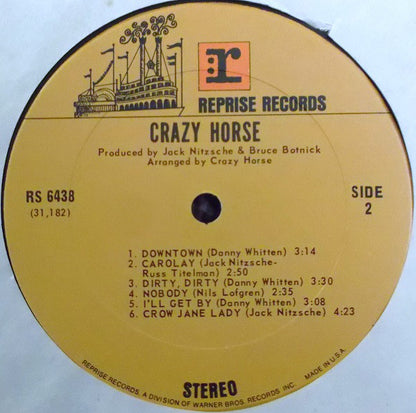 r
REPRISE RECORDS
CRAZY HORSE
Produced by Jack Nitzsche & Bruce Botnick
Arranged by Crazy Horse
RS 6438
(31,182)
SIDE
2
1. DOWNTOWN (Danny Whitten) 3:14
2. CAROLAY (Jack Nitzsche-
Russ Titelman) 2:50
3. DIRTY, DIRTY (Danny Whitten) 3:30
4. NOBODY (Nils Lofgren) 2:35
5. I'LL GET BY (Danny Whitten) 3:08
6. CROW JANE LADY (Jack Nitzsche) 4:23
STEREO
REPRISE RECORDS, A DIVISION OF WARNER BROS. RECORDS, INC. MADE IN U.S.A.